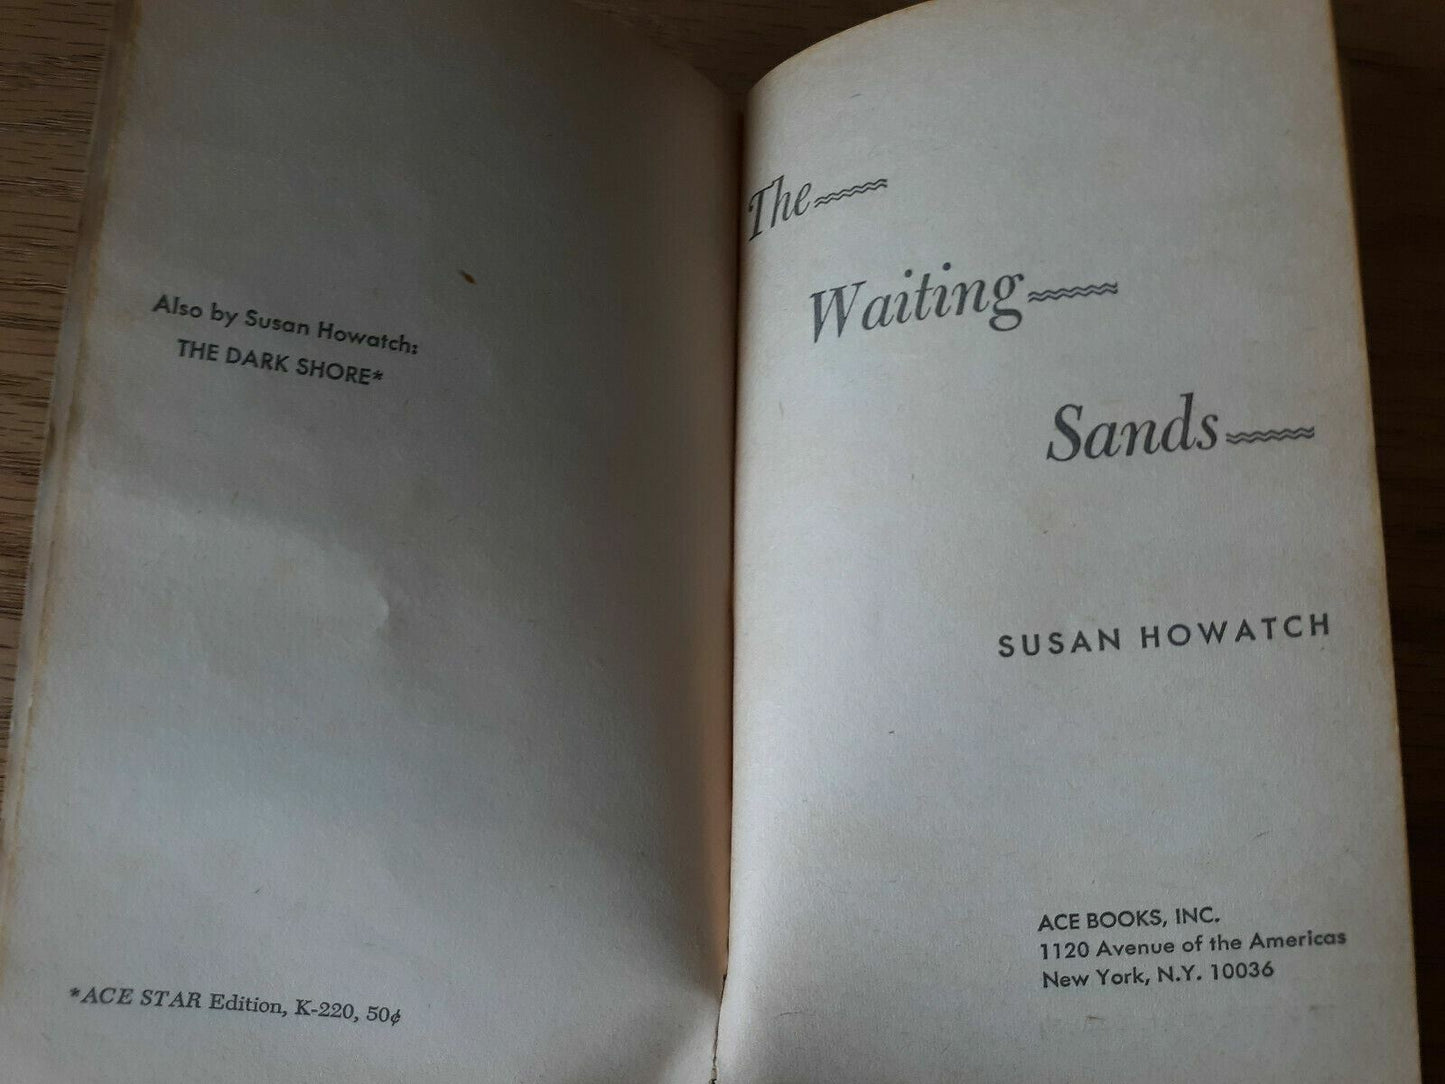 Also by Susan Howatch:
THE DARK SHORE*
*ACE STAR Edition, K-220, 50¢
The
Waiting
Sands
SUSAN HOWATCH
ACE BOOKS, INC.
1120 Avenue of the Americas
New York, N.Y. 10036